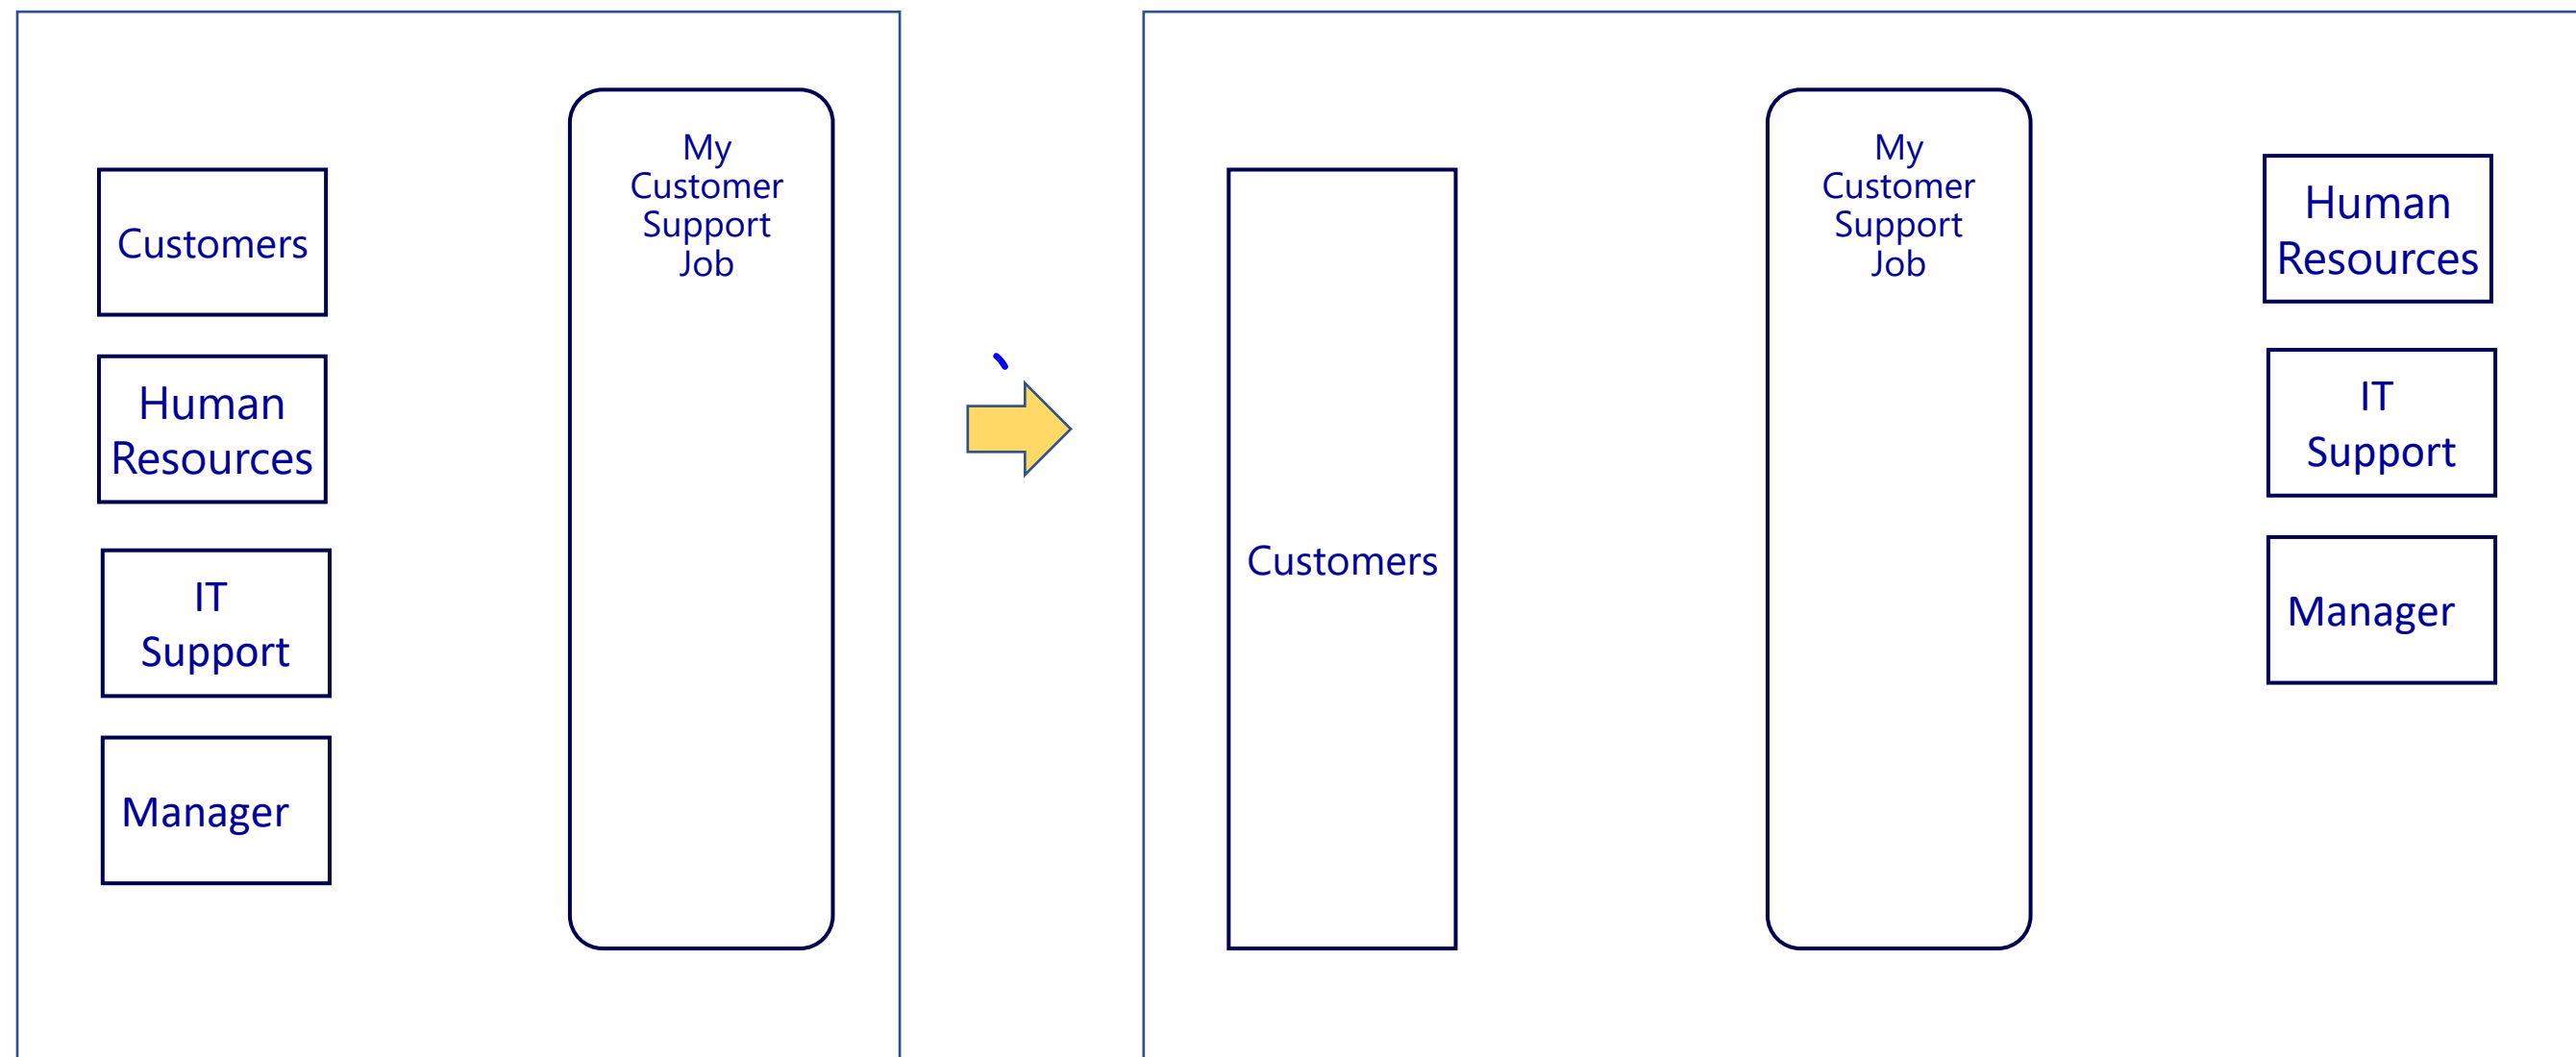 Customers
Human
Resources
IT
Support
Manager
My
Customer
Support
Job
Customers
My
Customer
Support
Job
Human
Resources
IT
Support
Manager